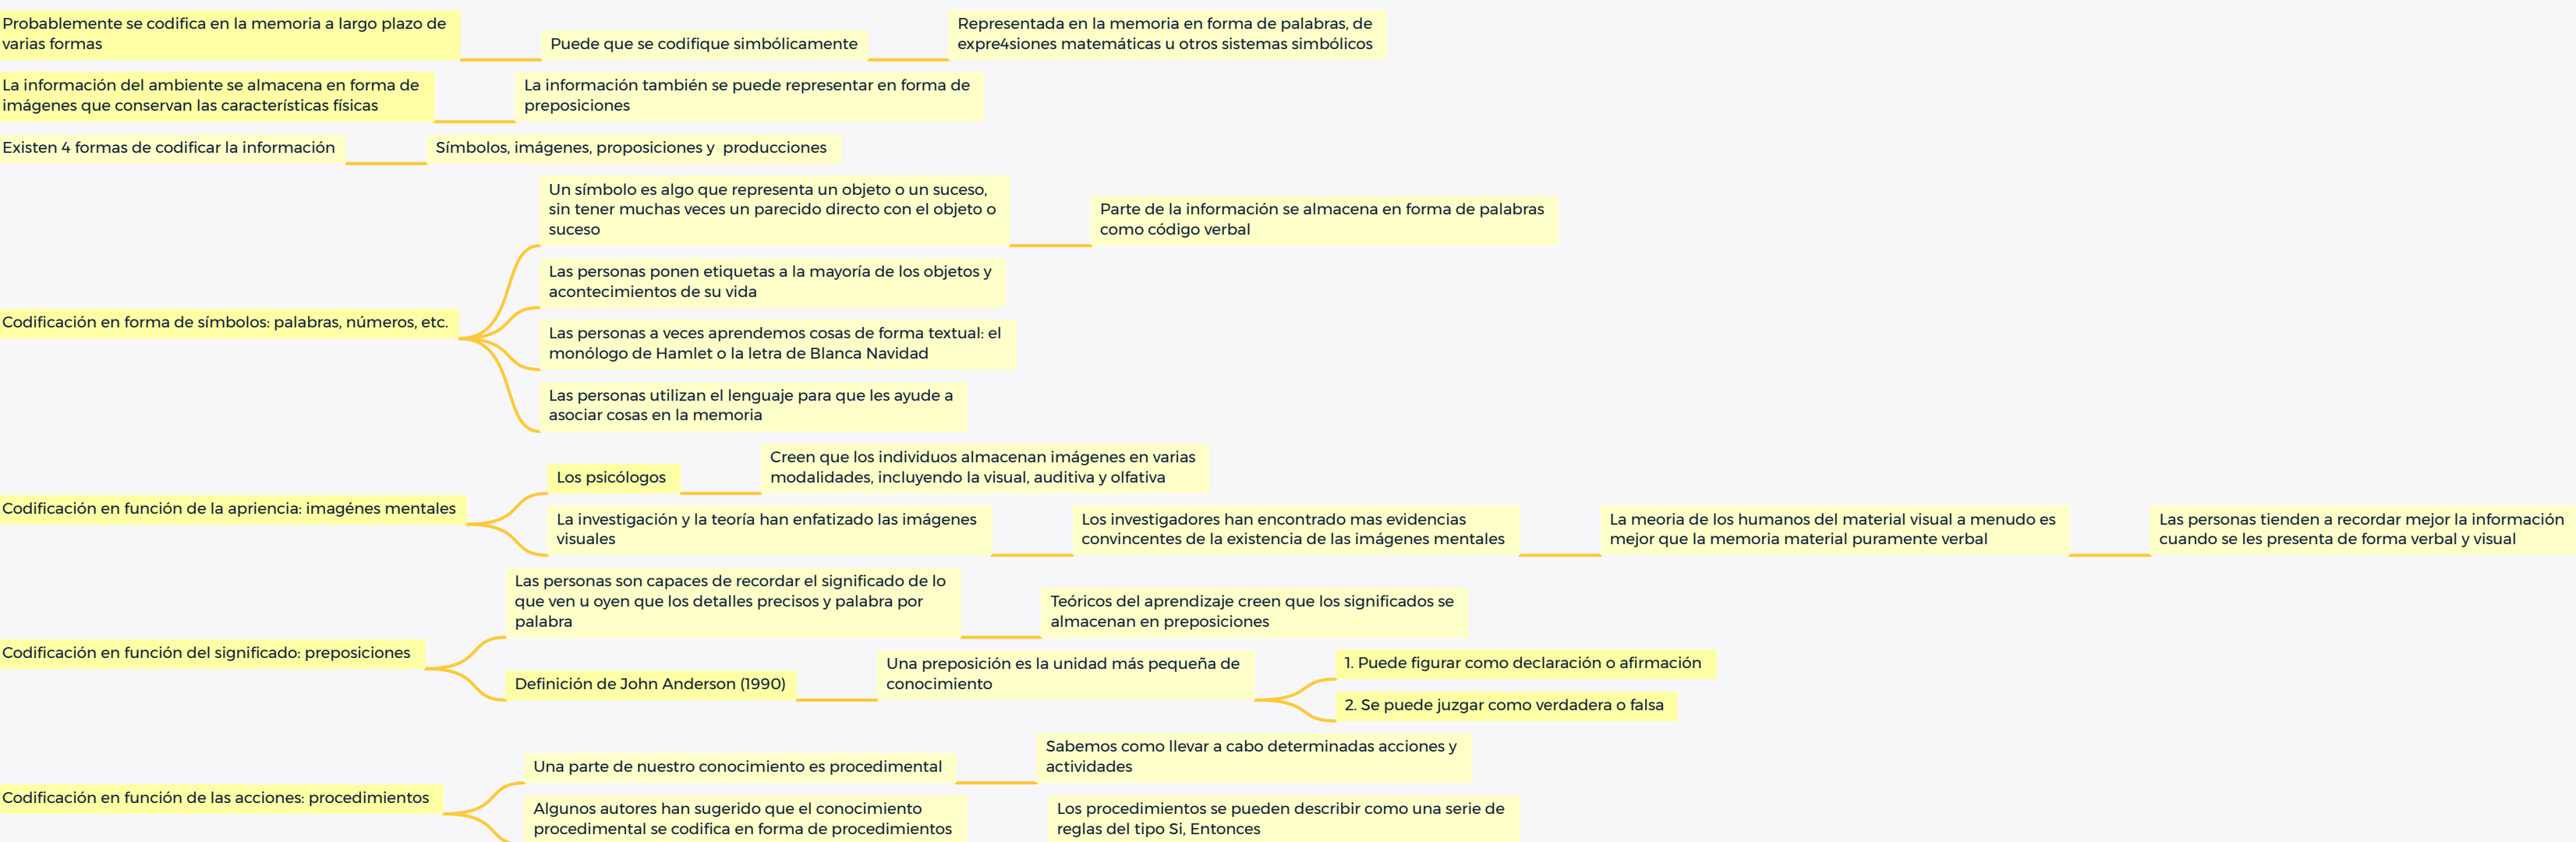 Probablemente se codifica en la memoria a largo plazo de
varias formas
Puede que se codifique simbólicamente
Representada en la memoria en forma de palabras, de
expre4siones matemáticas u otros sistemas simbólicos
La información del ambiente se almacena en forma de
imágenes que conservan las características físicas
La información también se puede representar en forma de
preposiciones
Existen 4 formas de codificar la información
Símbolos, imágenes, proposiciones y  producciones
Codificación en forma de símbolos: palabras, números, etc.
Un símbolo es algo que representa un objeto o un suceso,
sin tener muchas veces un parecido directo con el objeto o
suceso
Parte de la información se almacena en forma de palabras
como código verbal
Las personas ponen etiquetas a la mayoría de los objetos y
acontecimientos de su vida
Las personas a veces aprendemos cosas de forma textual: el
monólogo de Hamlet o la letra de Blanca Navidad
Las personas utilizan el lenguaje para que les ayude a
asociar cosas en la memoria
Codificación en función de la apriencia: imagénes mentales
Los psicólogos
Creen que los individuos almacenan imágenes en varias
modalidades, incluyendo la visual, auditiva y olfativa
La investigación y la teoría han enfatizado las imágenes
visuales
Los investigadores han encontrado mas evidencias
convincentes de la existencia de las imágenes mentales
La meoria de los humanos del material visual a menudo es
mejor que la memoria material puramente verbal
Las personas tienden a recordar mejor la información
cuando se les presenta de forma verbal y visual
Codificación en función del significado: preposiciones
Las personas son capaces de recordar el significado de lo
que ven u oyen que los detalles precisos y palabra por
palabra
Teóricos del aprendizaje creen que los significados se
almacenan en preposiciones
Definición de John Anderson (1990)
Una preposición es la unidad más pequeña de
conocimiento
1. Puede figurar como declaración o afirmación
2. Se puede juzgar como verdadera o falsa
Codificación en función de las acciones: procedimientos
Una parte de nuestro conocimiento es procedimental
Sabemos como llevar a cabo determinadas acciones y
actividades
Algunos autores han sugerido que el conocimiento
procedimental se codifica en forma de procedimientos
Los procedimientos se pueden describir como una serie de
reglas del tipo Si, Entonces